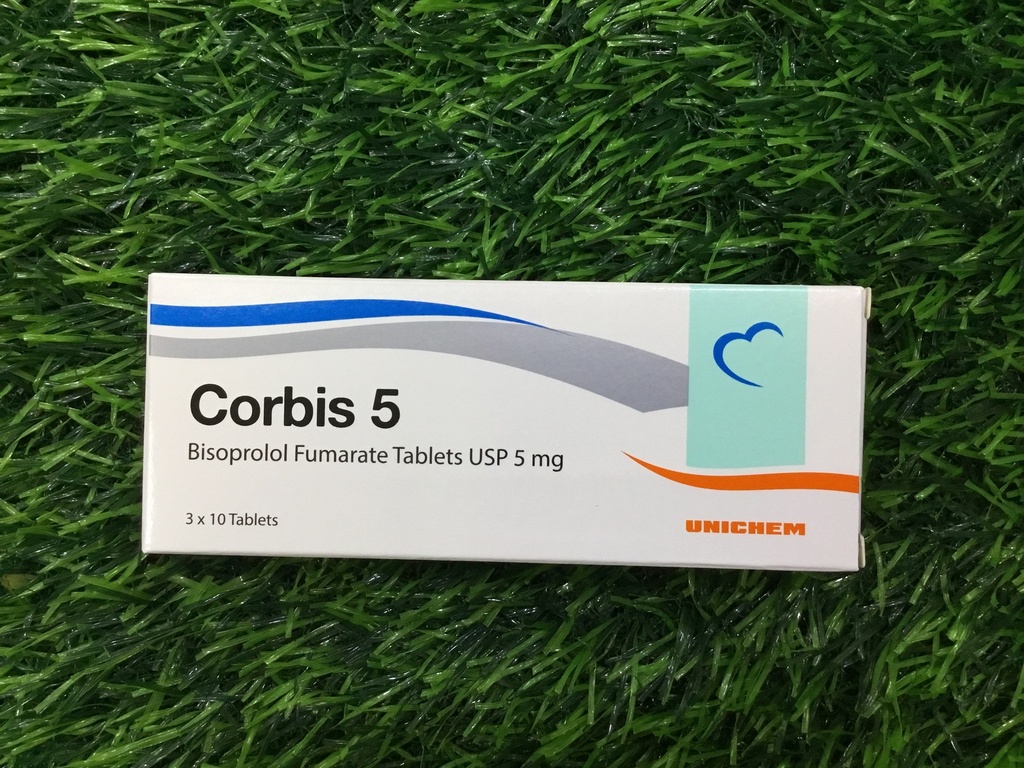 Corbis 5
Bisoprolol Fumarate Tablets USP 5 mg
3 x 10 Tablets
UNICHEM